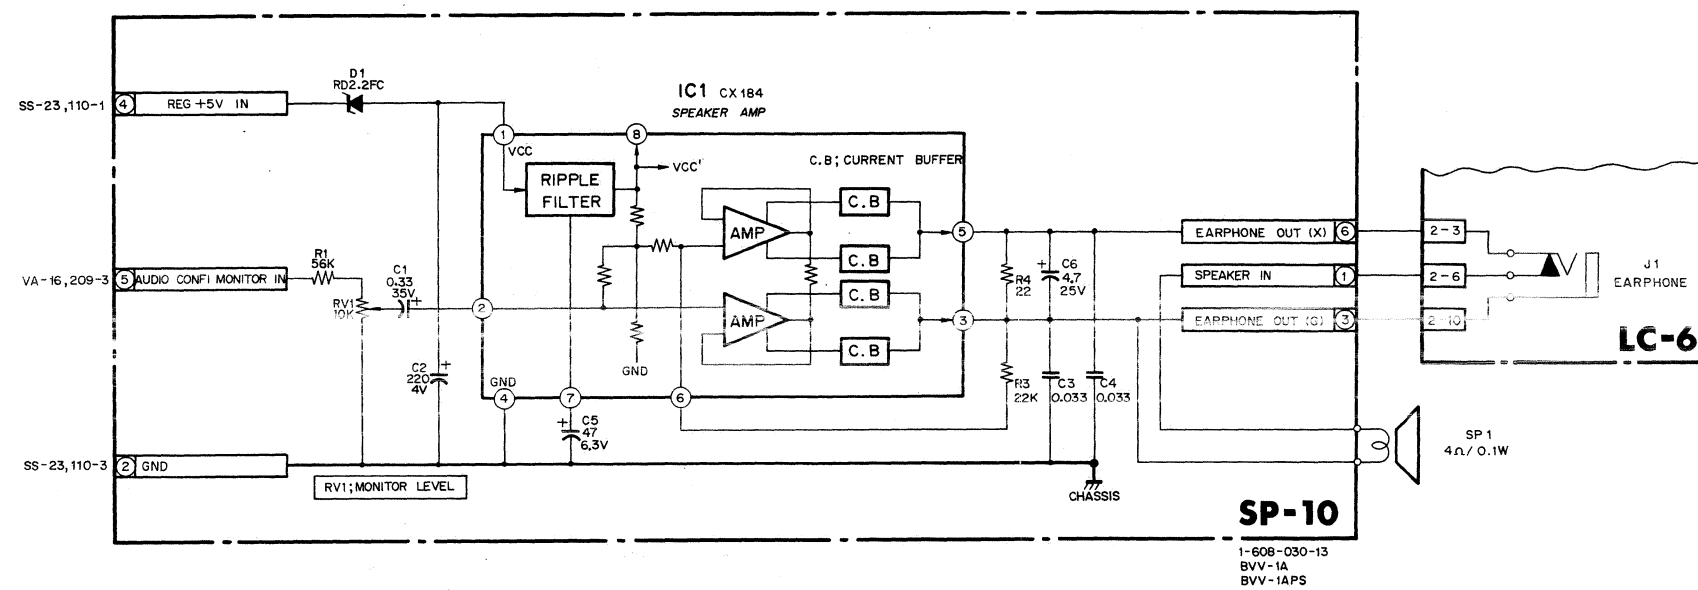 D1
RD2.2FC
SS-23,110-1
4
REG +5V IN
IC1 CX184
SPEAKER AMP
1
8
VCC
VCC'
C.B; CURRENT BUFFER
RIPPLE
FILTER
C.B
AMP
C.B
5
EARPHONE OUT (X)
6
2-3
R1
56K
VA-16,209-3
5
AUDIO CONFI MONITOR IN
C1
0.33
35V
+
RV1
10K
2
C.B
AMP
C.B
3
R4
22
+
C6
4.7
25V
SPEAKER IN
1
2-6
J1
EARPHONE
EARPHONE OUT (G)
3
2-10
LC-6
C2
220
4V
+
GND
GND
4
7
6
R3
22K
C3
0.033
C4
0.033
+
C5
47
6.3V
SP1
4Ω/0.1W
SS-23,110-3
2
GND
RV1; MONITOR LEVEL
CHASSIS
SP-10
1-608-030-13
BVV-1A
BVV-1APS